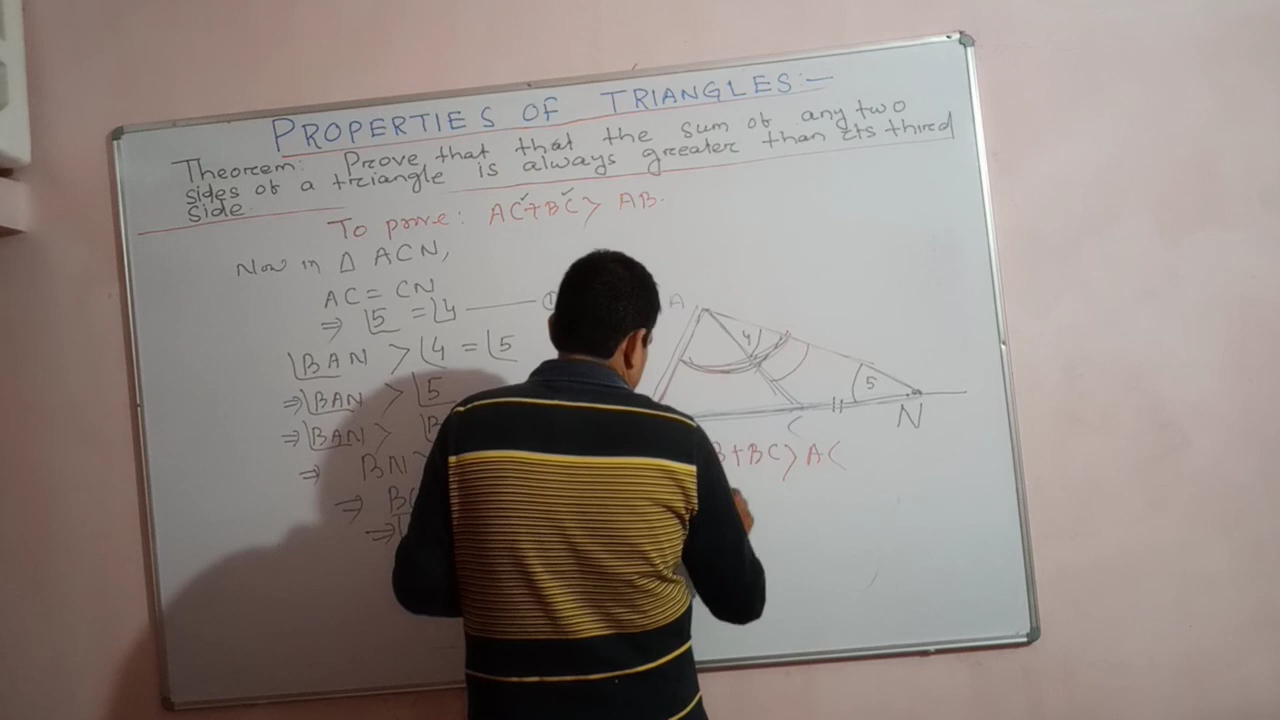 PROPERTIES OF TRIANGLES:-
Theorem: Prove that that the sum of any two
sides of a triangle is always greater than its third
side.
To prove: AC+BC > AB.
Now in Δ ACN,
AC = CN
⇒ ∠5 = ∠4 ①
∠BAN > ∠4 = ∠5
⇒ ∠BAN > ∠5
⇒ ∠BAN >
⇒ BN >
⇒
⇒
A
4
5
C
N
+BC > AC